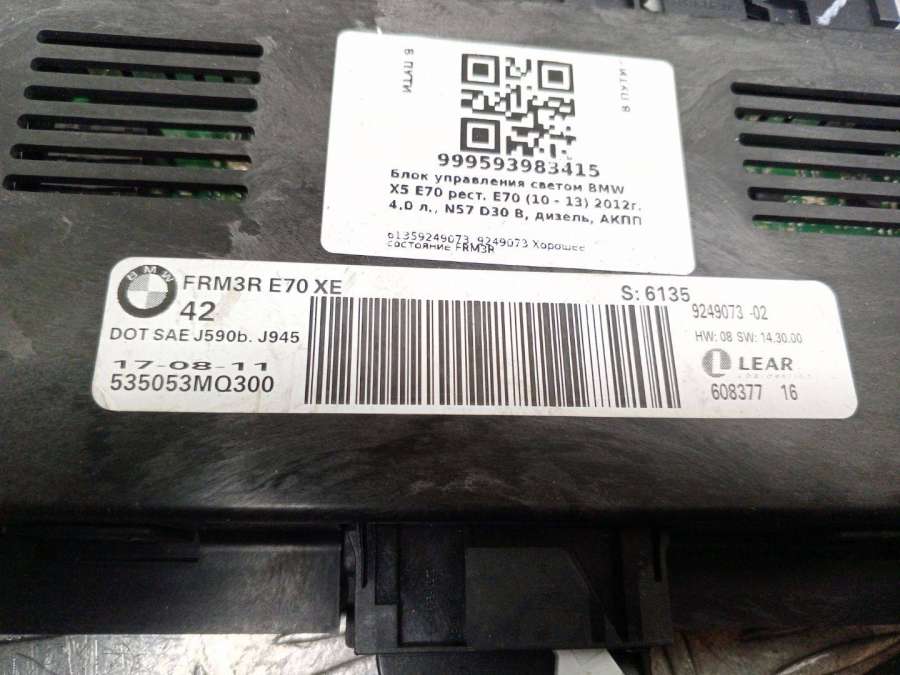 В ПУТИ
В ПУТИ
999593983415
Блок управления светом BMW
X5 E70 рест. E70 (10 - 13) 2012г.
4,0 л., N57 D30 B, дизель, АКПП
61359249073, 9249073 Хорошее
состояние FRM3R
BMW
FRM3R E70 XE
42
S: 6135
9249073 -02
DOT SAE J590b. J945
HW: 08 SW: 14.30.00
17-08-11
LEAR
535053MQ300
608377 16